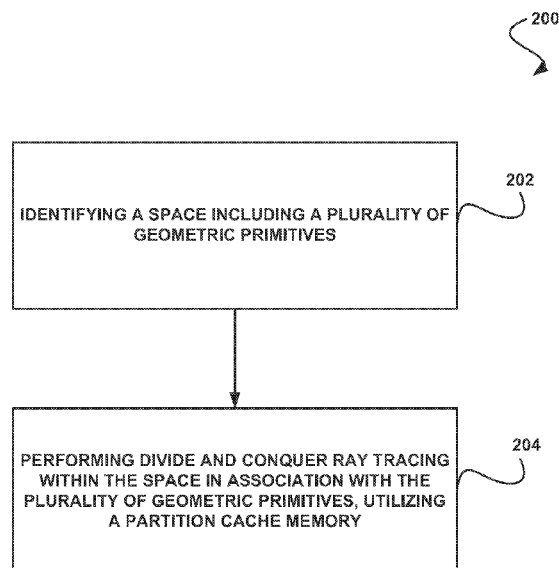 200
IDENTIFYING A SPACE INCLUDING A PLURALITY OF
GEOMETRIC PRIMITIVES
202
PERFORMING DIVIDE AND CONQUER RAY TRACING
WITHIN THE SPACE IN ASSOCIATION WITH THE
PLURALITY OF GEOMETRIC PRIMITIVES, UTILIZING
A PARTITION CACHE MEMORY
204